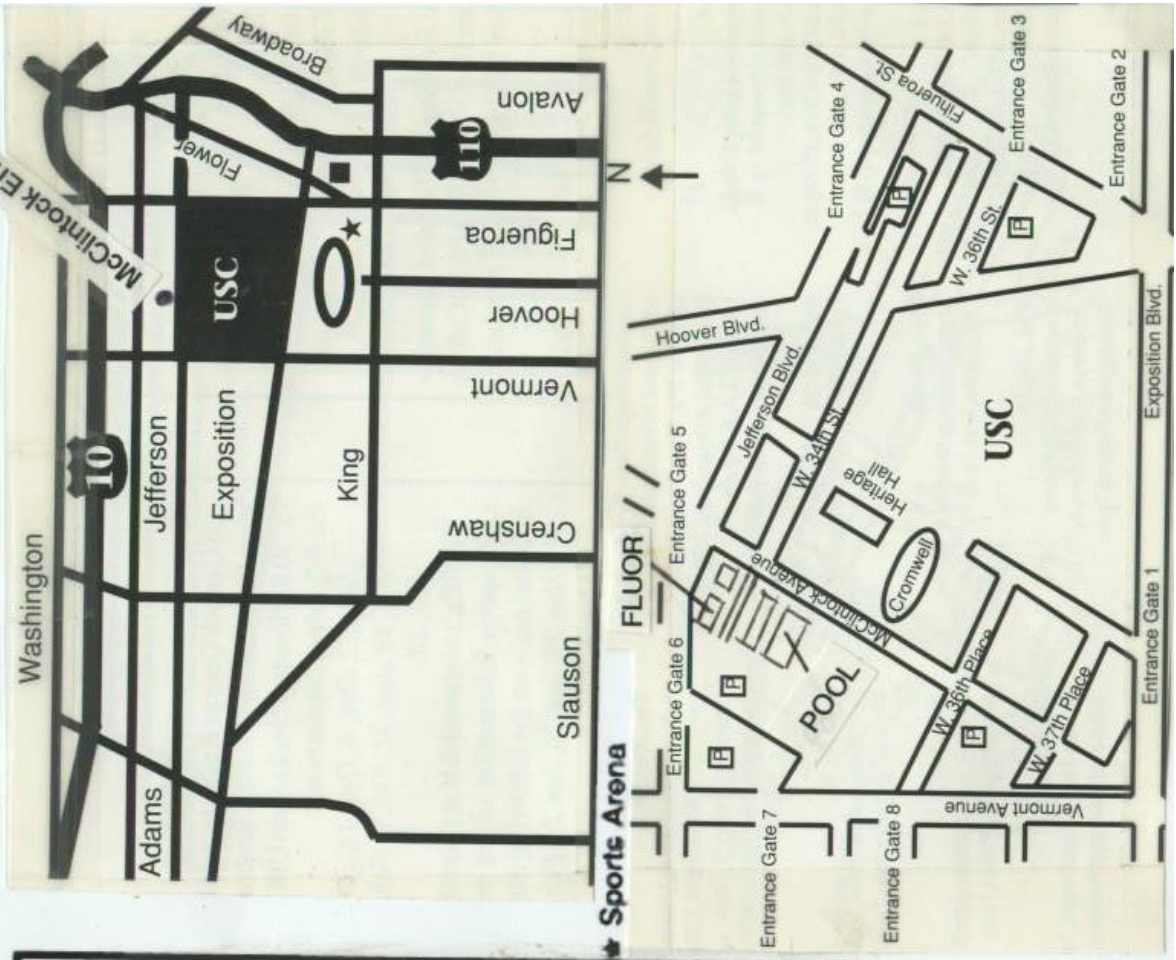 Washington
McClintock
10
Adams
Jefferson
Exposition
USC
King
Slauson
Broadway
Flower
110
Avalon
Figueroa
Hoover
Vermont
Crenshaw
★ Sports Arena
N
FLUOR
POOL
Entrance Gate 4
Fihueroa St.
Entrance Gate 3
Entrance Gate 2
P
W. 36th St.
P
Hoover Blvd.
Jefferson Blvd.
W. 34th St.
Entrance Gate 5
Heritage
Hall
USC
Exposition Blvd.
Cromwell
McClintock Avenue
Entrance Gate 6
P
P
W. 36th Place
P
W. 37th Place
Entrance Gate 1
Vermont Avenue
Entrance Gate 7
Entrance Gate 8